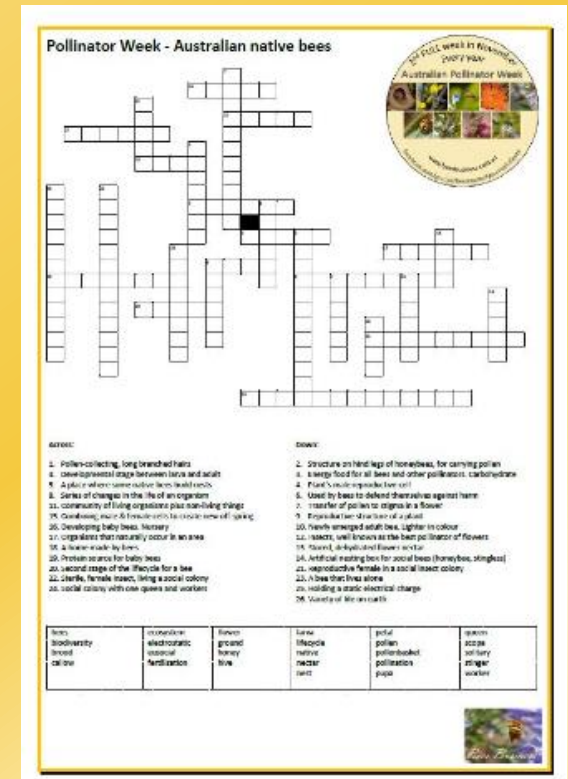 Pollinator Week - Australian native bees
2nd FULL week in November
Every year
Australian Pollinator Week
Across:
1. Pollen-collecting, long branched hairs
4. Developmental stage between larva and adult
5. A place where some native bees build nests
8. Series of changes in the life of an organism
11. Community of living organisms plus non-living things
15. Combining male & female cells to create new off-spring
16. Developing baby bees. Nursery
17. Organisms that naturally occur in an area
18. A home made by bees
19. Protein source for baby bees
20. Second stage of the lifecycle for a bee
22. Sterile, female insect, living a social colony
24. Social colony with one queen and workers
Down:
2. Structure on hind legs of honeybees, for carrying pollen
3. Energy food for all bees and other pollinators. Carbohydrate
4. Plant's male reproductive cell
6. Used by bees to defend themselves against harm
7. Transfer of pollen to stigma in a flower
9. Reproductive structure of a plant
10. Newly emerged adult bee. Lighter in colour
12. Insects, well known as the best pollinator of flowers
13. Stored, dehydrated flower nectar
14. Artificial nesting box for social bees (honeybee, stingless)
21. Reproductive female in a social insect colony
23. A bee that lives alone
25. Holding a static electrical charge
26. Variety of life on earth
bees ecosystem flower larva petal queen
biodiversity electrostatic ground lifecycle pollen scopa
brood eusocial honey native pollenbasket solitary
callow fertilisation hive nectar pollination stinger
nest pupa worker